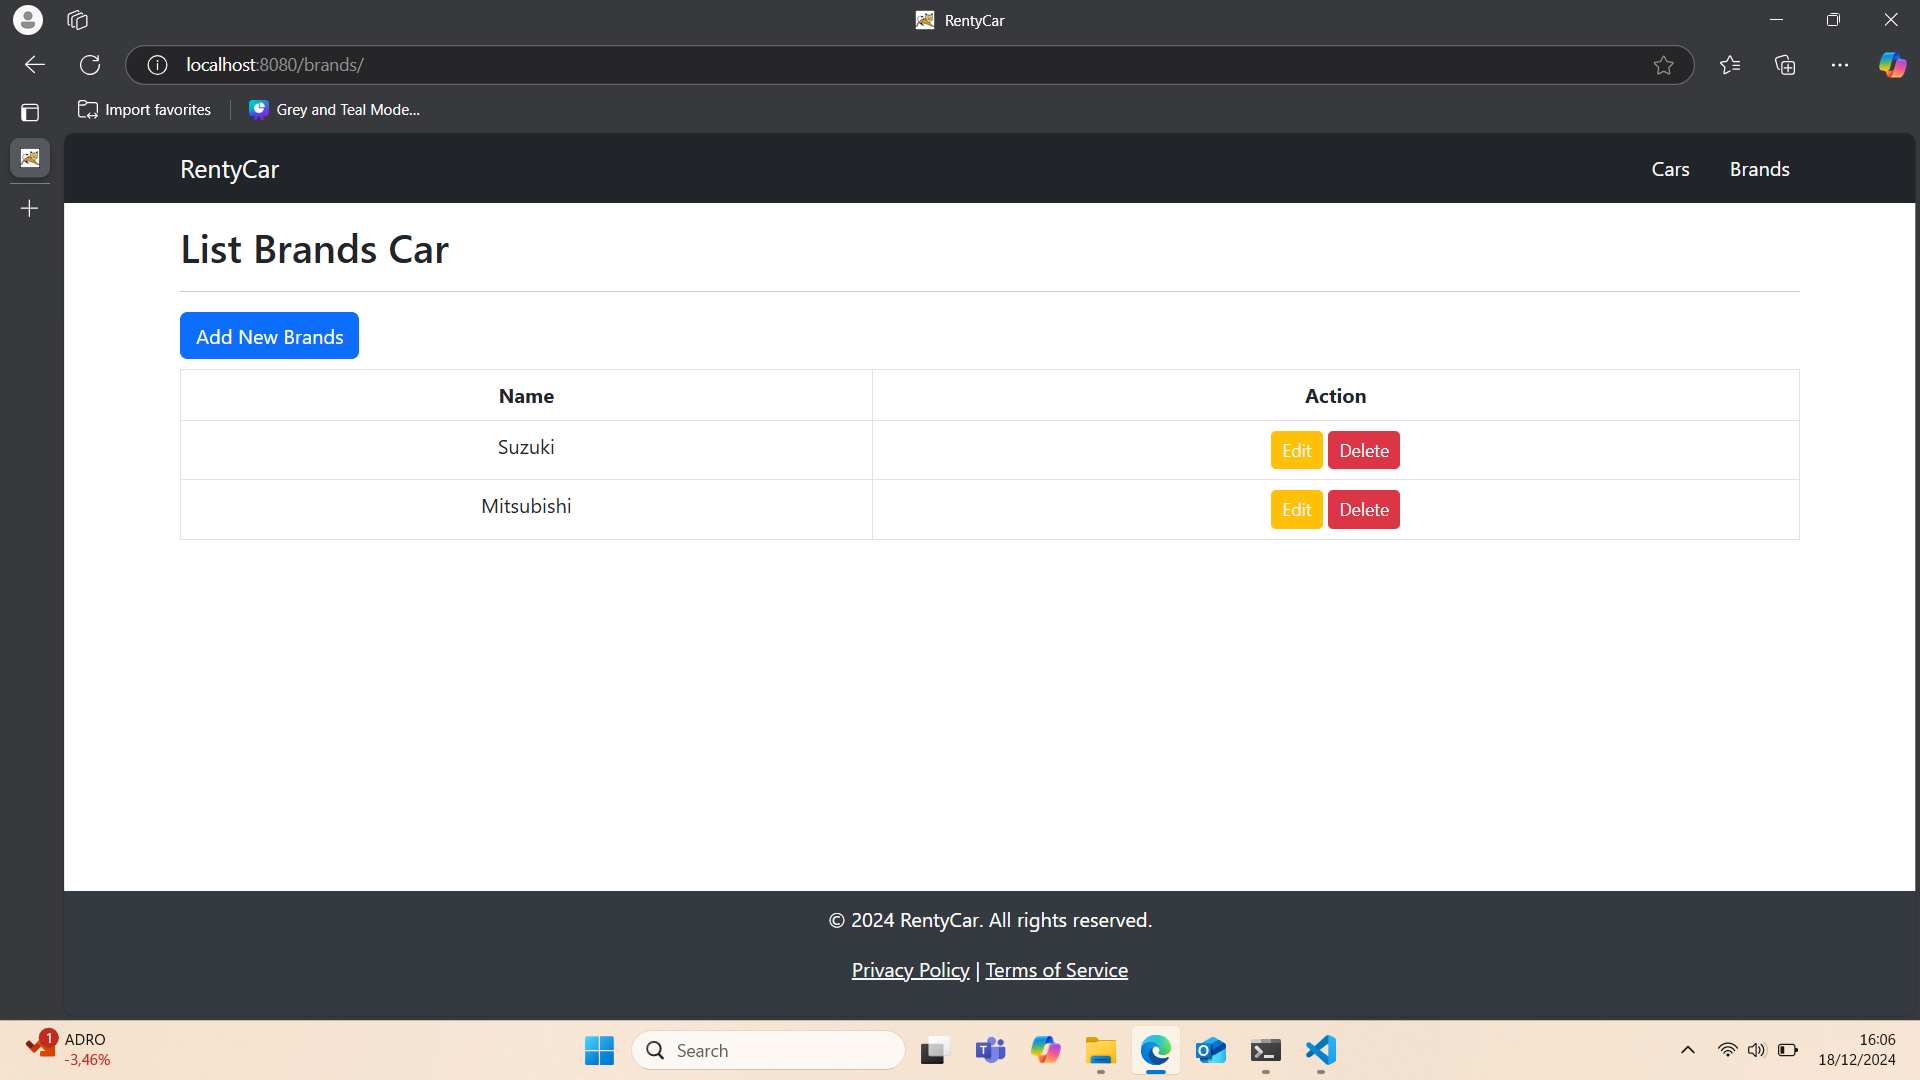 RentyCar
localhost:8080/brands/
Import favorites
Grey and Teal Mode...
RentyCar
Cars
Brands
List Brands Car
Add New Brands
Name
Action
Suzuki
Edit
Delete
Mitsubishi
Edit
Delete
© 2024 RentyCar. All rights reserved.
Privacy Policy | Terms of Service
1
ADRO
-3,46%
Search
16:06
18/12/2024